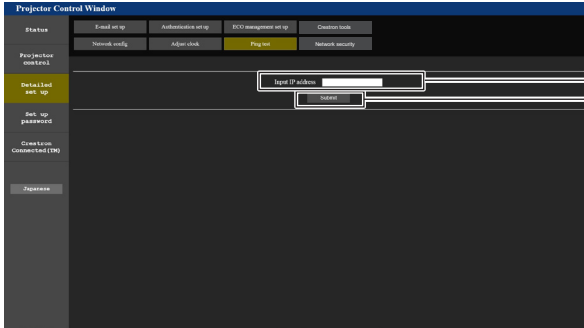 Projector Control Window
Status
E-mail set up
Authentication set up
ECO management set up
Crestron tools
Network config
Adjust clock
Ping test
Network security
Projector
control
Detailed
set up
Set up
password
Crestron
Connected(TM)
Japanese
Input IP address
Submit